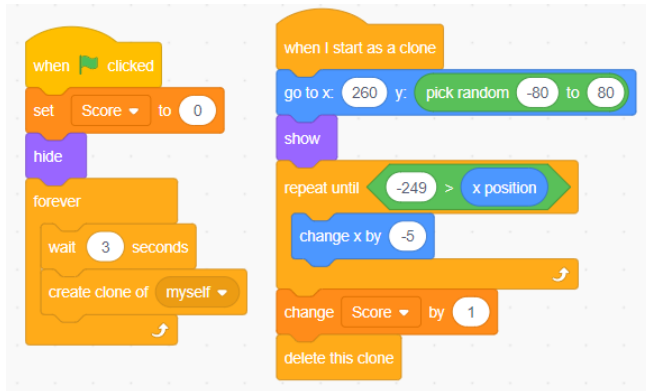 when clicked
set Score to 0
hide
forever
wait 3 seconds
create clone of myself
when I start as a clone
go to x: 260 y: pick random -80 to 80
show
repeat until -249 > x position
change x by -5
change Score by 1
delete this clone